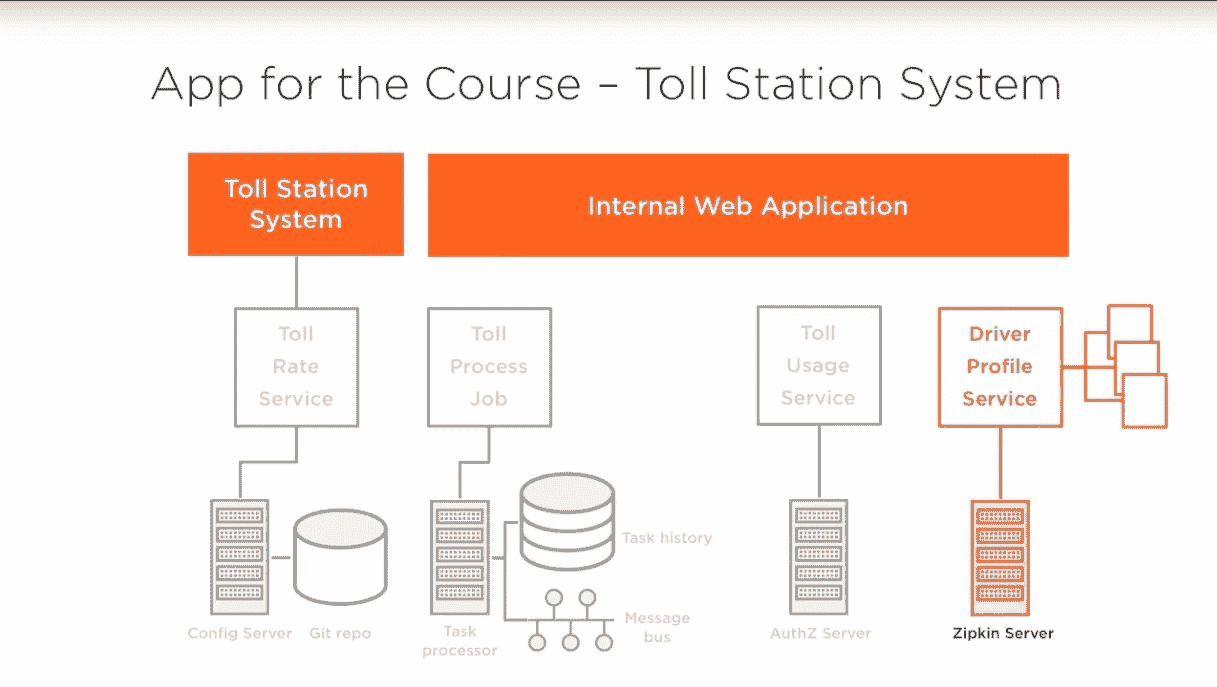 App for the Course – Toll Station System
Toll Station
System
Internal Web Application
Toll
Rate
Service
Toll
Process
Job
Toll
Usage
Service
Driver
Profile
Service
Task history
Message
bus
Config Server
Git repo
Task
processor
AuthZ Server
Zipkin Server